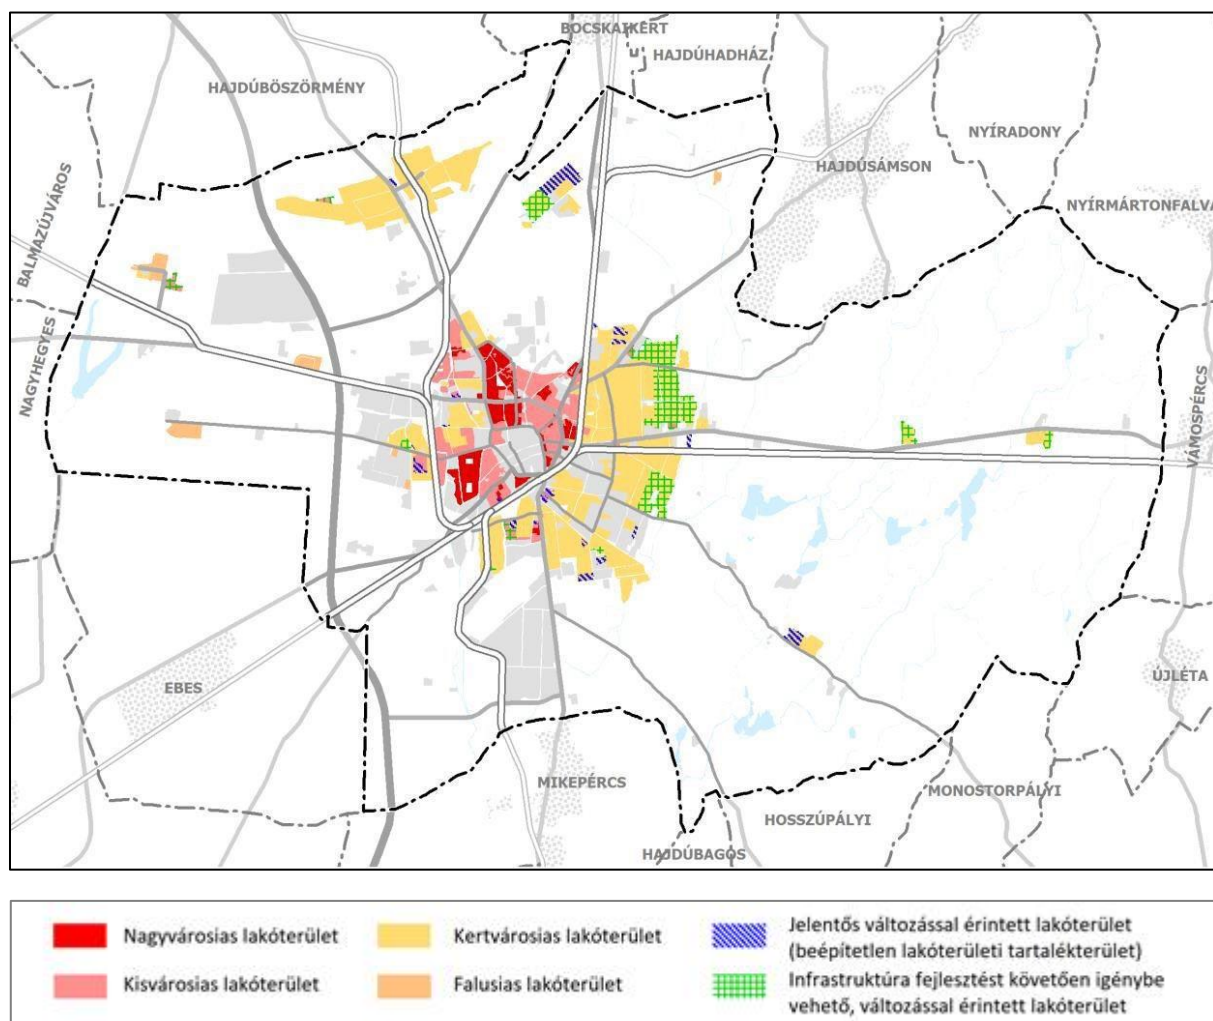 BOCSKAIKERT
HAJDÚHADHÁZ
HAJDÚBÖSZÖRMÉNY
NYÍRADONY
HAJDÚSÁMSON
NYÍRMÁRTONFALVA
BALMAZÚJVÁROS
NAGYHEGYES
VÁMOSPÉRCS
EBES
ÚJLÉTA
MIKEPÉRCS
MONOSTORPÁLYI
HOSSZÚPÁLYI
HAJDÚBAGOS
Nagyvárosias lakóterület
Kisvárosias lakóterület
Kertvárosias lakóterület
Falusias lakóterület
Jelentős változással érintett lakóterület
(beépítetlen lakóterületi tartalékterület)
Infrastruktúra fejlesztést követően igénybe
vehető, változással érintett lakóterület